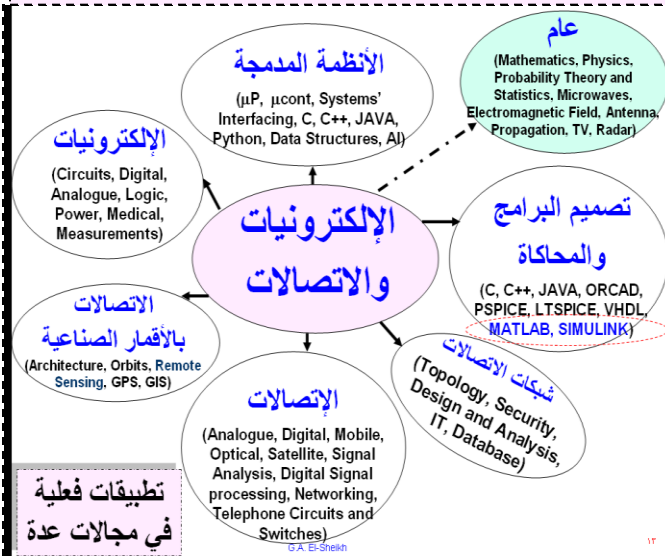 عام
(Mathematics, Physics,
Probability Theory and
Statistics, Microwaves,
Electromagnetic Field, Antenna,
Propagation, TV, Radar)
الأنظمة المدمجة
(µP, µcont, Systems'
Interfacing, C, C++, JAVA,
Python, Data Structures, AI)
الإلكترونيات
(Circuits, Digital,
Analogue, Logic,
Power, Medical,
Measurements)
الإلكترونيات
والاتصالات
تصميم البرامج
والمحاكاة
(C, C++, JAVA, ORCAD,
PSPICE, LTSPICE, VHDL,
MATLAB, SIMULINK)
الاتصالات
بالأقمار الصناعية
(Architecture, Orbits, Remote
Sensing, GPS, GIS)
شبكات الاتصالات
(Topology, Security,
Design and Analysis,
IT, Database)
الإتصالات
(Analogue, Digital, Mobile,
Optical, Satellite, Signal
Analysis, Digital Signal
processing, Networking,
Telephone Circuits and
Switches)
تطبيقات فعلية
في مجالات عدة
G.A. El-Sheikh
١٣